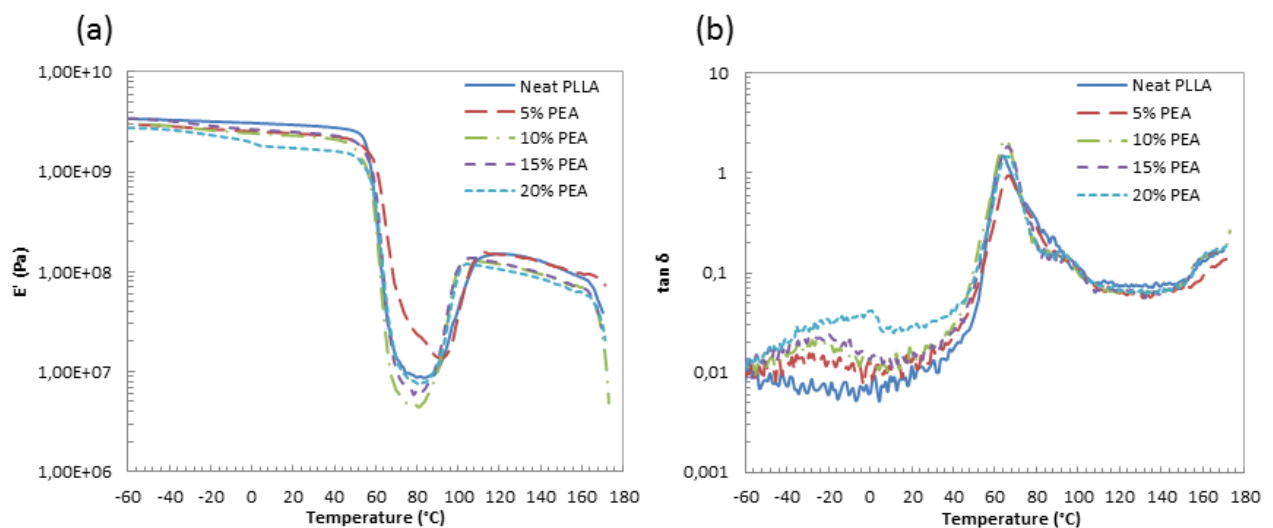 (a)
1,00E+10
1,00E+09
1,00E+08
1,00E+07
1,00E+06
E' (Pa)
-60 -40 -20 0 20 40 60 80 100 120 140 160 180
Temperature (°C)
Neat PLLA
5% PEA
10% PEA
15% PEA
20% PEA
(b)
10
1
0,1
0,01
0,001
tan δ
-60 -40 -20 0 20 40 60 80 100 120 140 160 180
Temperature (°C)
Neat PLLA
5% PEA
10% PEA
15% PEA
20% PEA